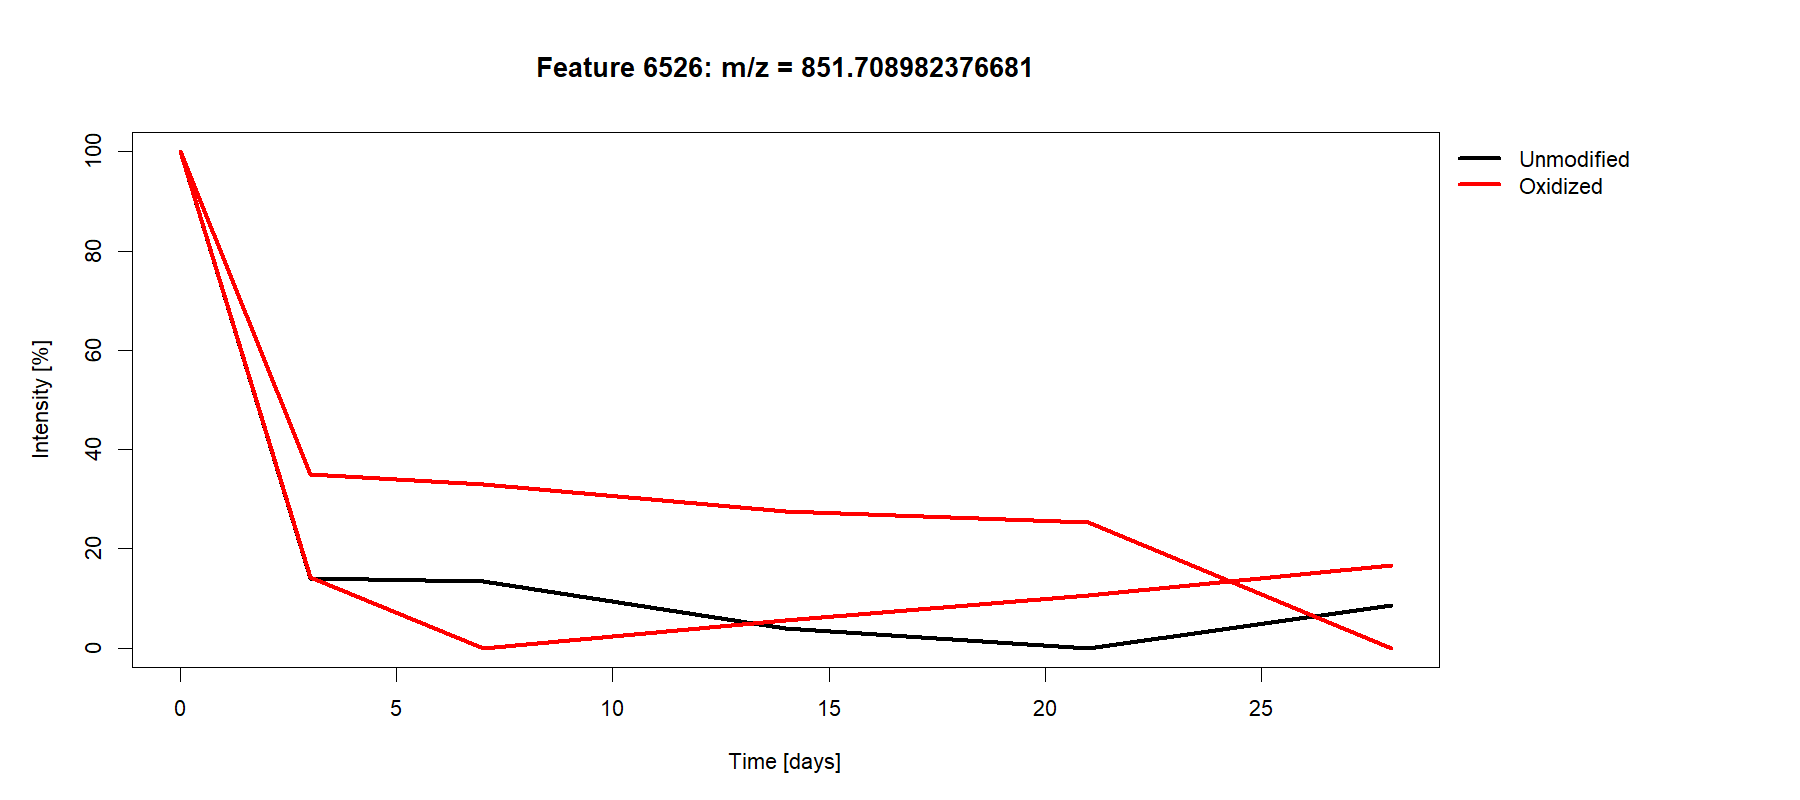 Feature 6526: m/z = 851.708982376681
Unmodified
Oxidized
Intensity [%]
100
80
60
40
20
0
0 5 10 15 20 25
Time [days]